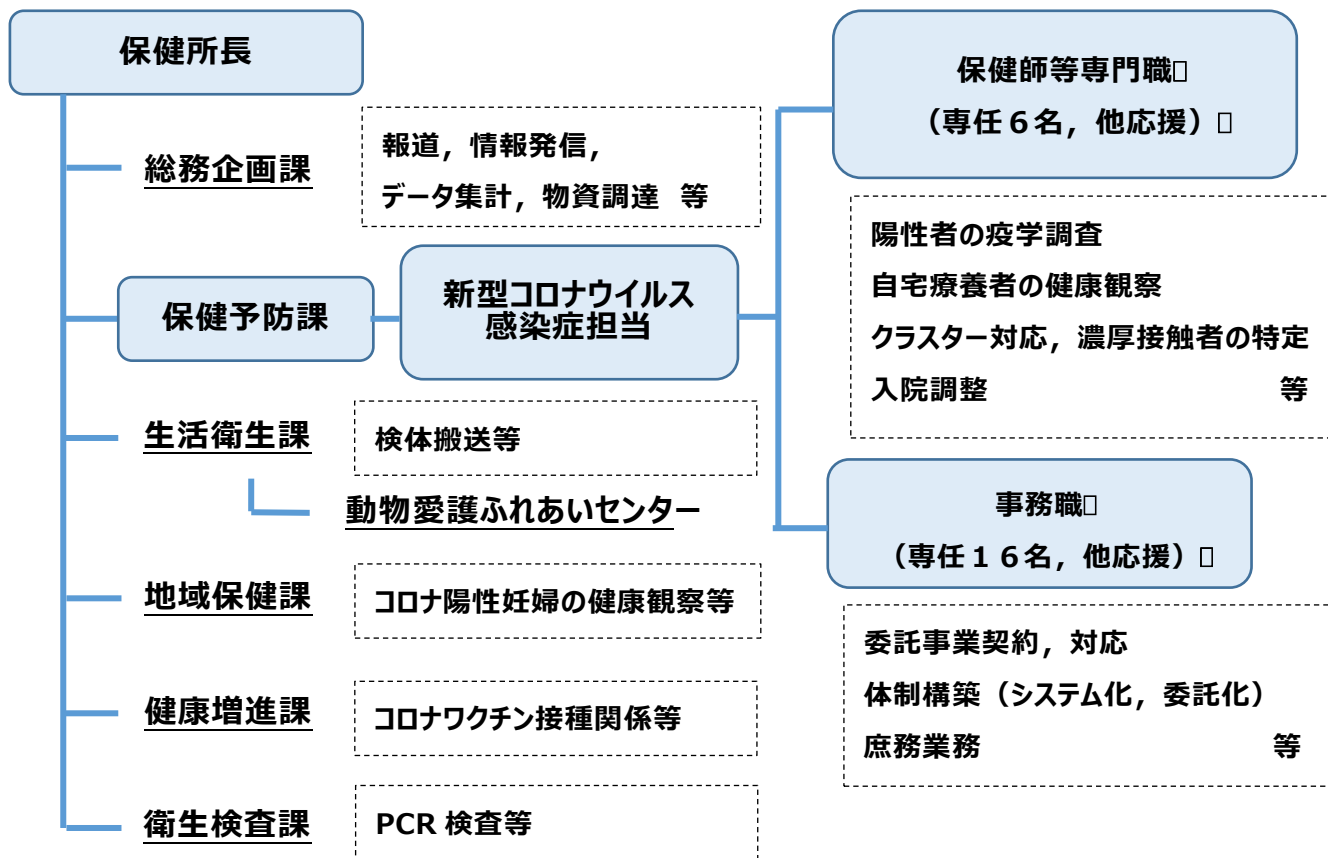 保健所長
総務企画課
報道，情報発信，
データ集計，物資調達 等
保健予防課
新型コロナウイルス
感染症担当
生活衛生課
検体搬送等
動物愛護ふれあいセンター
地域保健課
コロナ陽性妊婦の健康観察等
健康増進課
コロナワクチン接種関係等
衛生検査課
PCR 検査等
保健師等専門職
（専任６名，他応援）
陽性者の疫学調査
自宅療養者の健康観察
クラスター対応，濃厚接触者の特定
入院調整 等
事務職
（専任１６名，他応援）
委託事業契約，対応
体制構築（システム化，委託化）
庶務業務 等